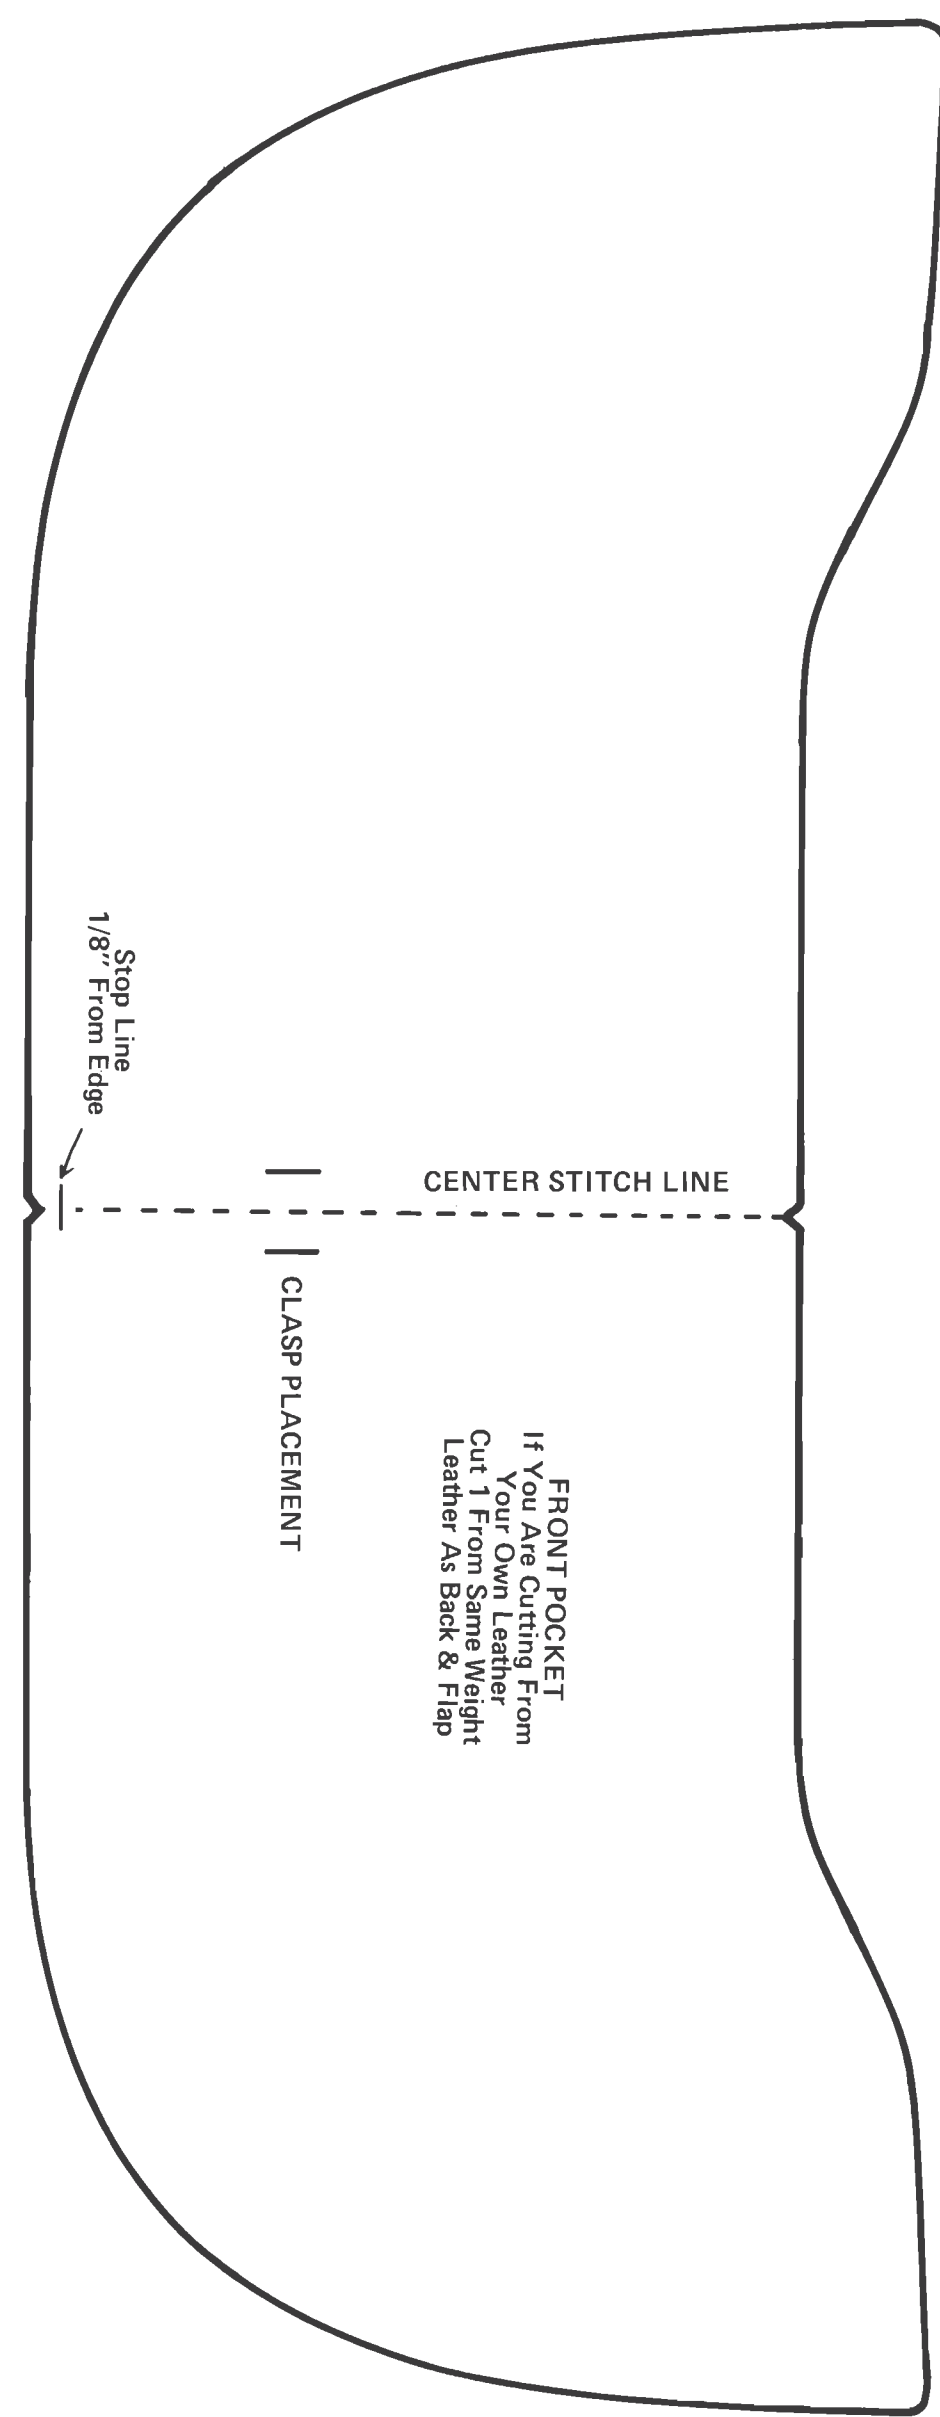 Stop Line
1/8″ From Edge
CENTER STITCH LINE
CLASP PLACEMENT
FRONT POCKET
If You Are Cutting From
Your Own Leather
Cut 1 From Same Weight
Leather As Back & Flap